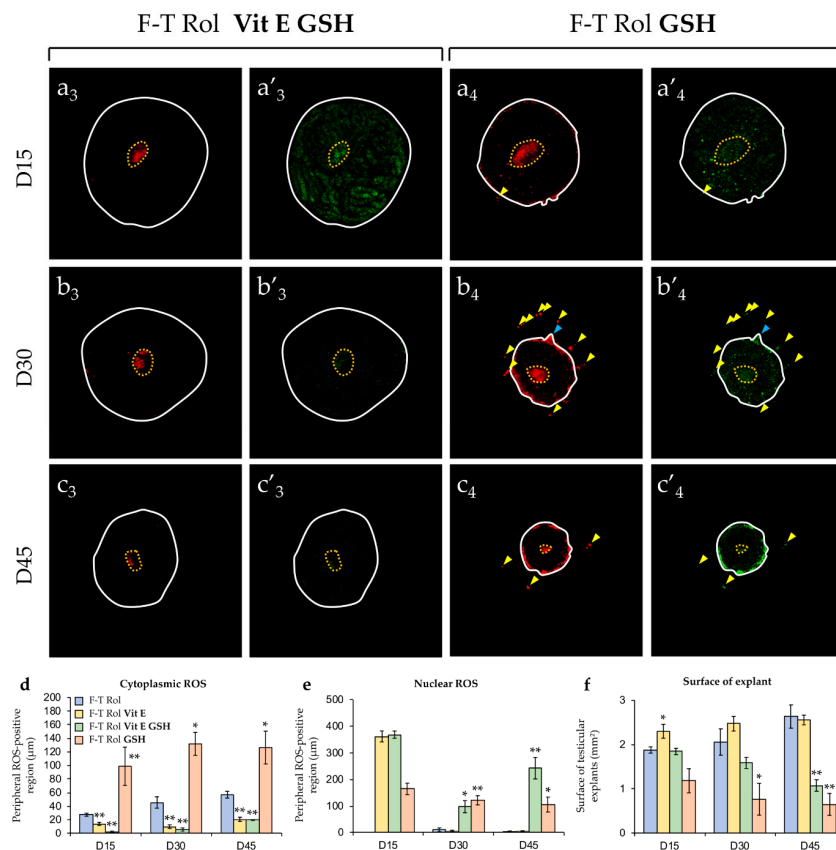 F-T Rol Vit E GSH
F-T Rol GSH
D15
a3
a′3
a4
a′4
D30
b3
b′3
b4
b′4
D45
c3
c′3
c4
c′4
d
Cytoplasmic ROS
Peripheral ROS-positive
region (µm)
200
180
160
140
120
100
80
60
40
20
0
F-T Rol
F-T Rol Vit E
F-T Rol Vit E GSH
F-T Rol GSH
**
**
**
**
**
*
**
**
*
D15
D30
D45
e
Nuclear ROS
Peripheral ROS-positive
region (µm)
500
400
300
200
100
0
*
**
**
*
D15
D30
D45
f
Surface of explant
Surface of testicular
explants (mm²)
3
2
1
0
*
*
**
**
D15
D30
D45